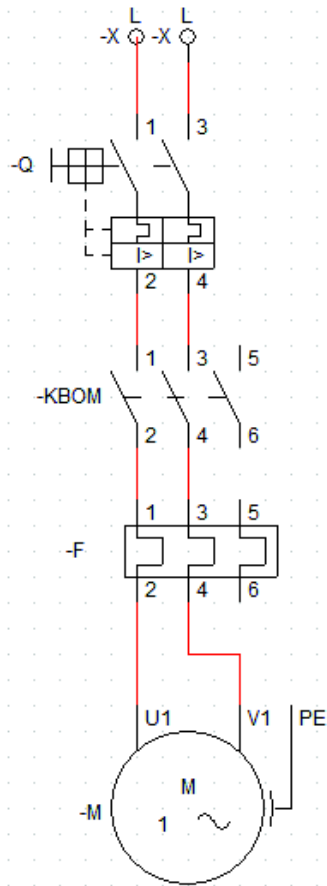 L L
-X -X
1 3
-Q
I> I>
2 4
1 3 5
-KBOM
2 4 6
1 3 5
-F
2 4 6
U1 V1 PE
M
-M
1